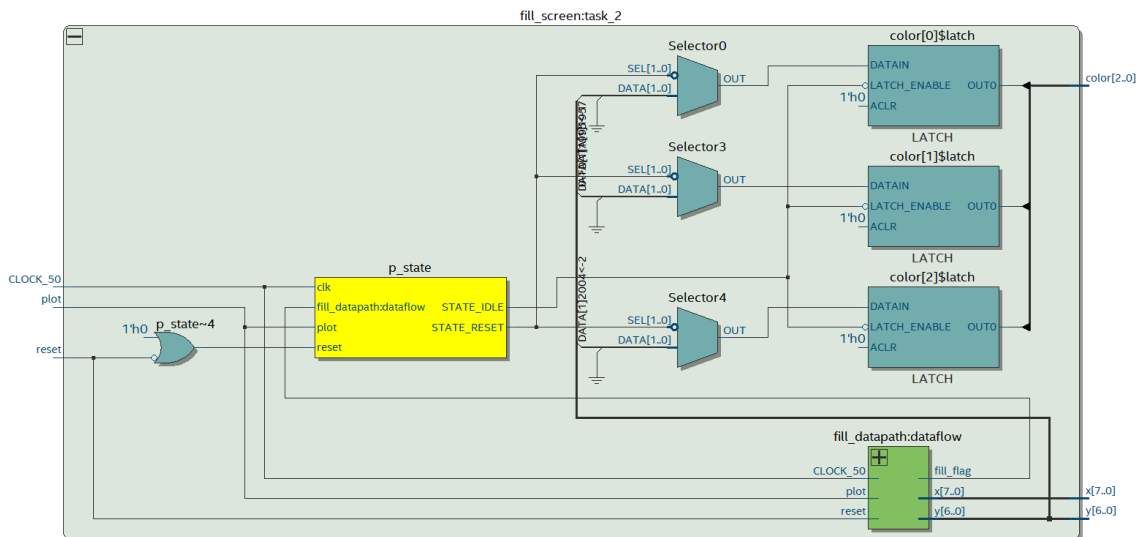 fill_screen:task_2
Selector0
SEL[1..0]
DATA[1..0]
OUT
color[0]$latch
DATAIN
LATCH_ENABLE
OUT0
1'h0
ACLR
LATCH
color[2..0]
Selector3
SEL[1..0]
DATA[1..0]
OUT
color[1]$latch
DATAIN
LATCH_ENABLE
OUT0
1'h0
ACLR
LATCH
Selector4
SEL[1..0]
DATA[1..0]
OUT
DATA[1]2004<-2
color[2]$latch
DATAIN
LATCH_ENABLE
OUT0
1'h0
ACLR
LATCH
CLOCK_50
plot
reset
1'h0
p_state~4
p_state
clk
fill_datapath:dataflow
STATE_IDLE
plot
STATE_RESET
reset
fill_datapath:dataflow
CLOCK_50
fill_flag
plot
x[7..0]
reset
y[6..0]
x[7..0]
y[6..0]